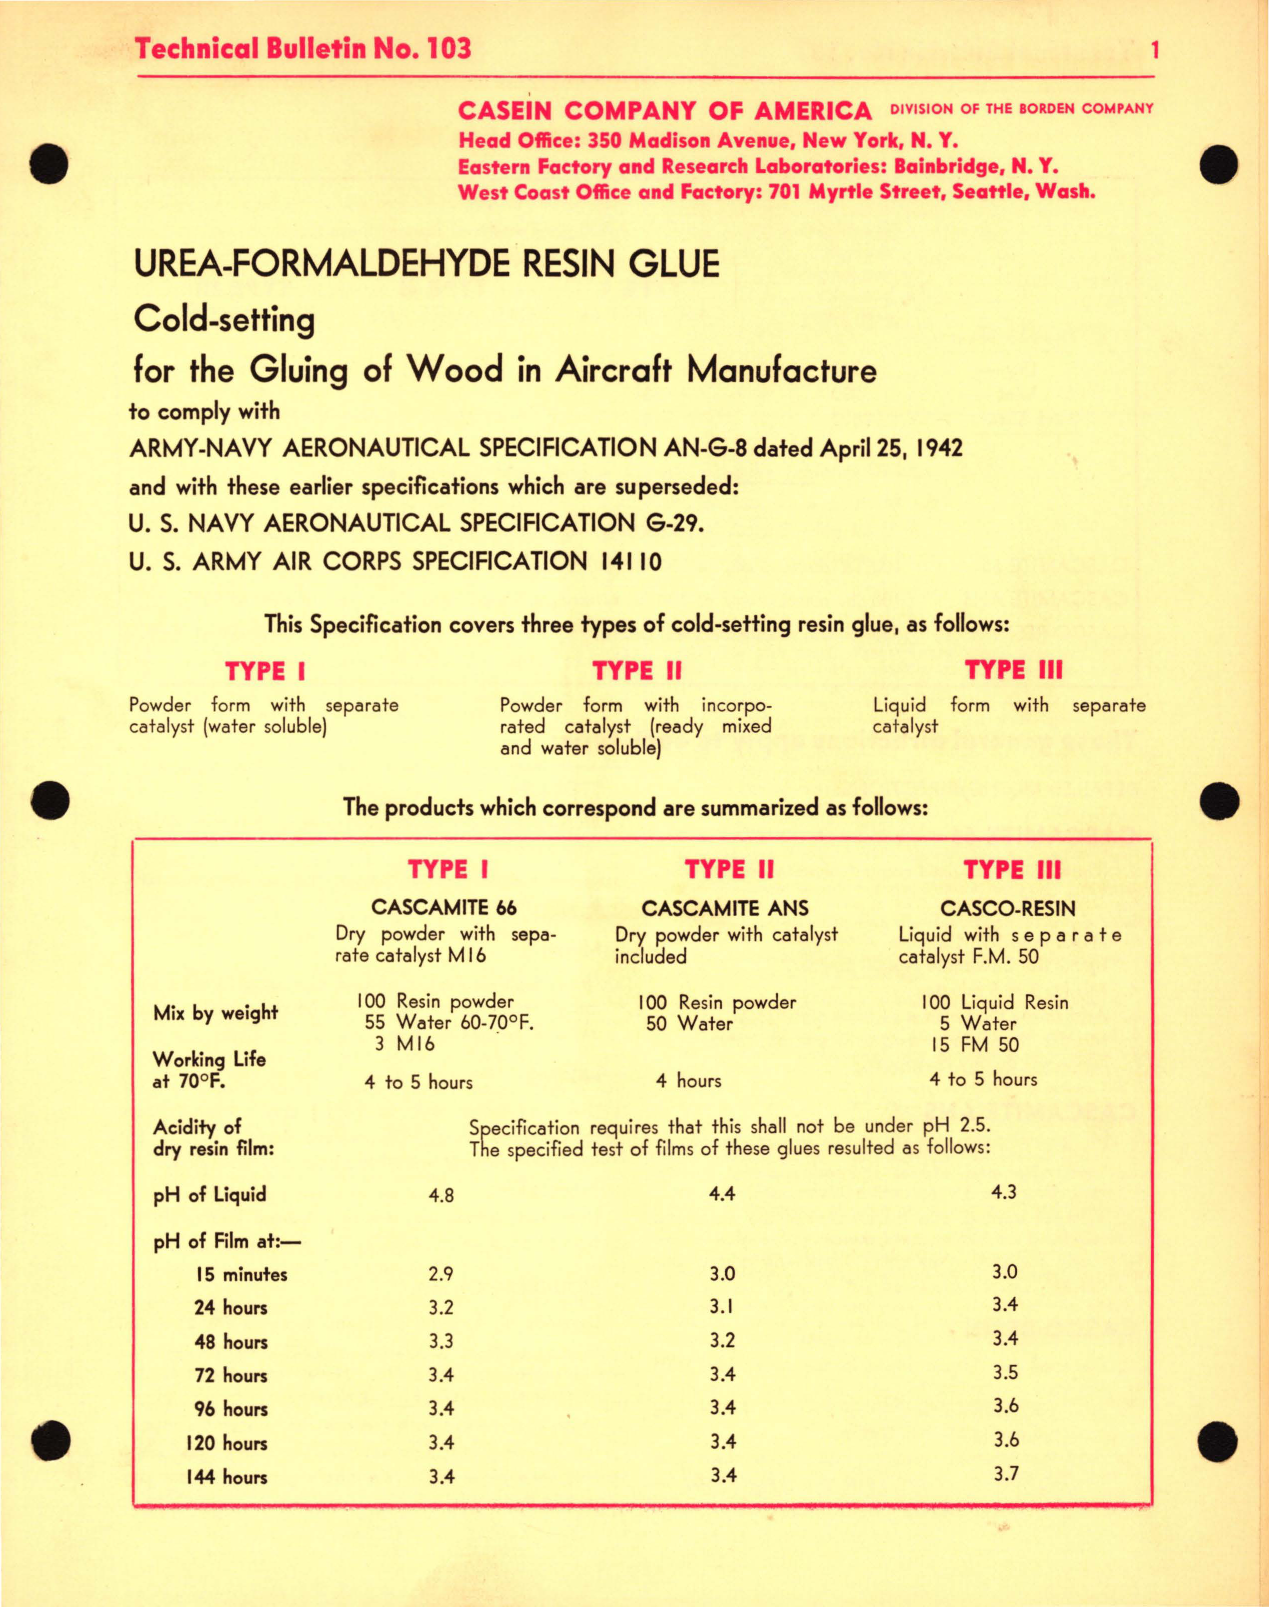 Technical Bulletin No. 103 1
CASEIN COMPANY OF AMERICA DIVISION OF THE BORDEN COMPANY
Head Office: 350 Madison Avenue, New York, N. Y.
Eastern Factory and Research Laboratories: Bainbridge, N. Y.
West Coast Office and Factory: 701 Myrtle Street, Seattle, Wash.
UREA-FORMALDEHYDE RESIN GLUE
Cold-setting
for the Gluing of Wood in Aircraft Manufacture
to comply with
ARMY-NAVY AERONAUTICAL SPECIFICATION AN-G-8 dated April 25, 1942
and with these earlier specifications which are superseded:
U. S. NAVY AERONAUTICAL SPECIFICATION G-29.
U. S. ARMY AIR CORPS SPECIFICATION 14110
This Specification covers three types of cold-setting resin glue, as follows:
TYPE I TYPE II TYPE III
Powder form with separate Powder form with incorpo- Liquid form with separate
catalyst (water soluble) rated catalyst (ready mixed catalyst
and water soluble)
The products which correspond are summarized as follows:
TYPE I TYPE II TYPE III
CASCAMITE 66 CASCAMITE ANS CASCO-RESIN
Dry powder with sepa- Dry powder with catalyst Liquid with separate
rate catalyst M16 included catalyst F.M. 50
100 Resin powder 100 Resin powder 100 Liquid Resin
Mix by weight 55 Water 60-70°F. 50 Water 5 Water
3 M16 15 FM 50
Working Life
at 70°F. 4 to 5 hours 4 hours 4 to 5 hours
Acidity of Specification requires that this shall not be under pH 2.5.
dry resin film: The specified test of films of these glues resulted as follows:
pH of Liquid 4.8 4.4 4.3
pH of Film at:—
15 minutes 2.9 3.0 3.0
24 hours 3.2 3.1 3.4
48 hours 3.3 3.2 3.4
72 hours 3.4 3.4 3.5
96 hours 3.4 3.4 3.6
120 hours 3.4 3.4 3.6
144 hours 3.4 3.4 3.7